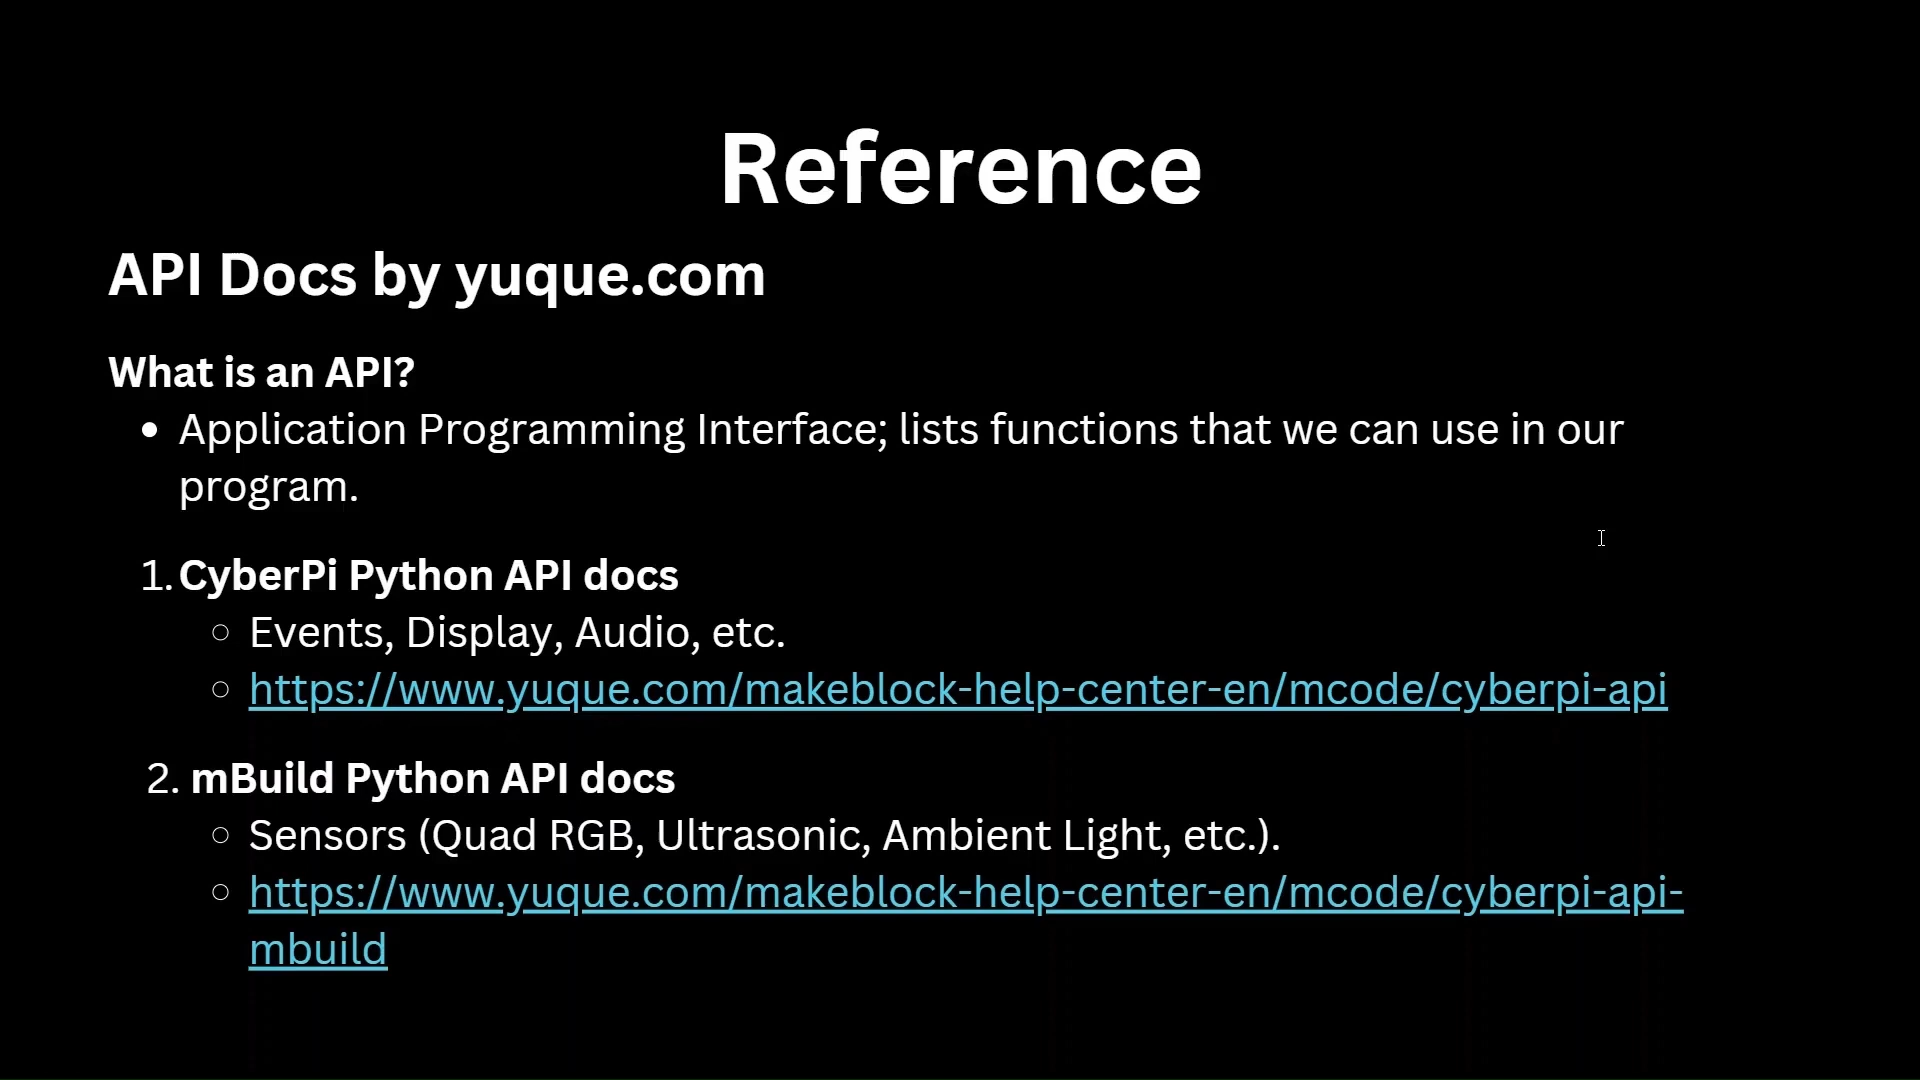 Reference
API Docs by yuque.com
What is an API?
• Application Programming Interface; lists functions that we can use in our
program.
1. CyberPi Python API docs
○ Events, Display, Audio, etc.
○ https://www.yuque.com/makeblock-help-center-en/mcode/cyberpi-api
2. mBuild Python API docs
○ Sensors (Quad RGB, Ultrasonic, Ambient Light, etc.).
○ https://www.yuque.com/makeblock-help-center-en/mcode/cyberpi-api-
mbuild